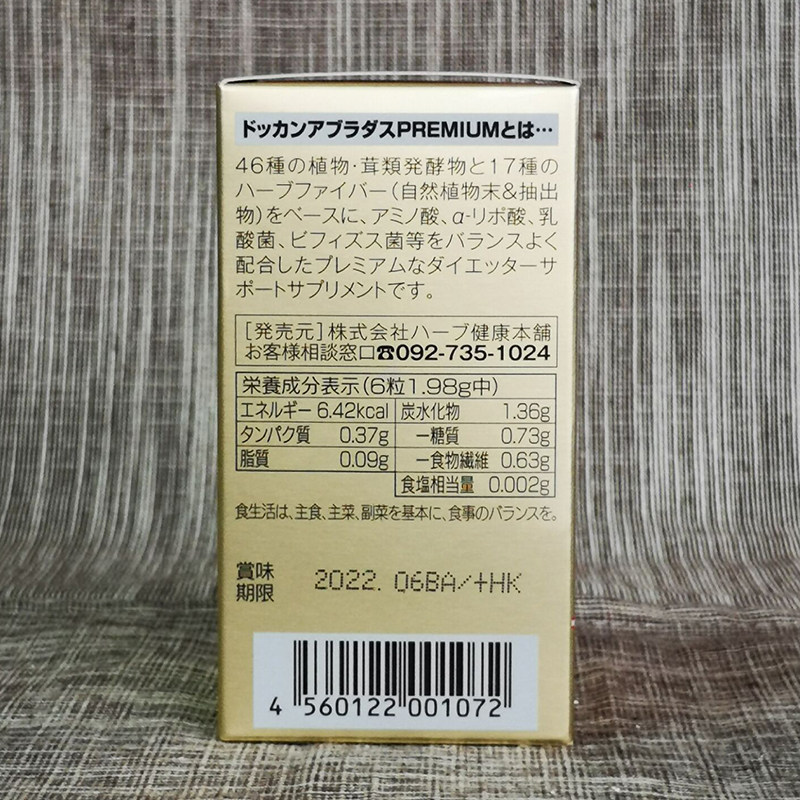 ドッカンアブラダスPREMIUMとは…
46種の植物・茸類発酵物と17種の
ハーブファイバー(自然植物末&抽出
物)をベースに、アミノ酸、α-リポ酸、乳
酸菌、ビフィズス菌等をバランスよく
配合したプレミアムなダイエッターサ
ポートサプリメントです。
[発売元]株式会社ハーブ健康本舗
お客様相談窓口☎092-735-1024
栄養成分表示(6粒1.98g中)
エネルギー 6.42kcal 炭水化物 1.36g
タンパク質 0.37g ー糖質 0.73g
脂質 0.09g ー食物繊維 0.63g
食塩相当量 0.002g
食生活は、主食、主菜、副菜を基本に、食事のバランスを。
賞味
期限 2022. 06BA/+HK
4 560122 001072